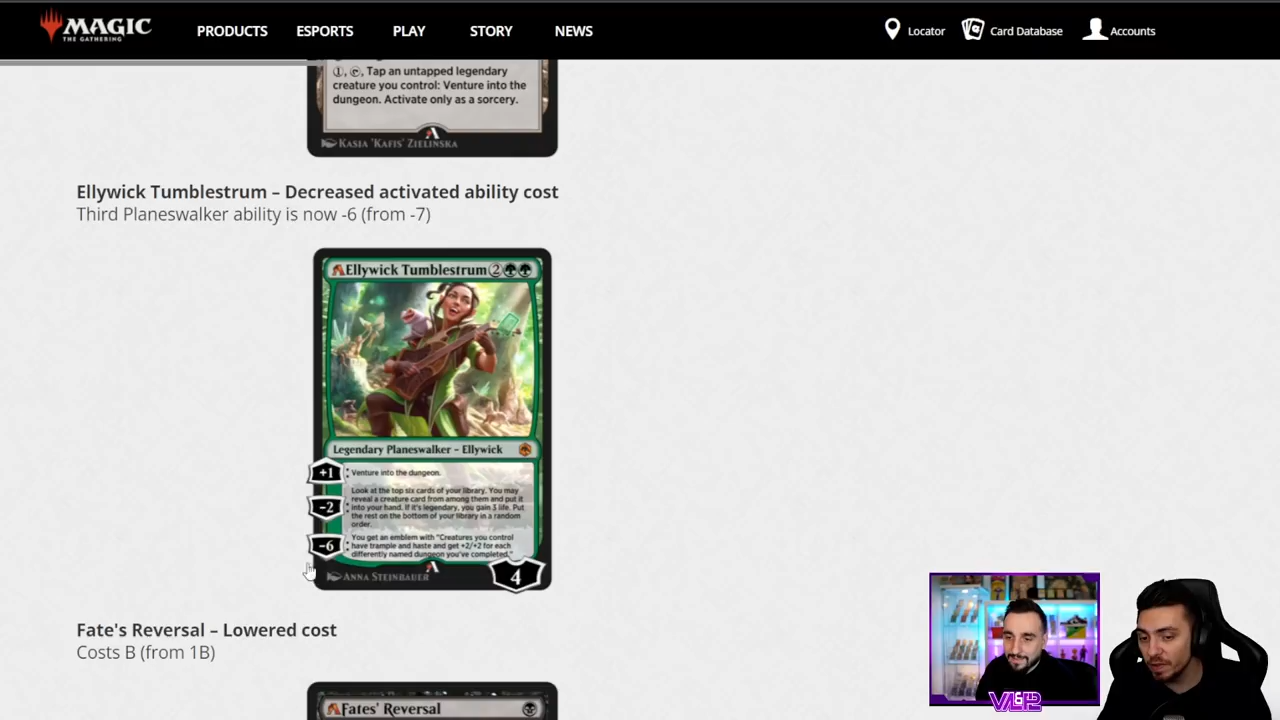 MAGIC
THE GATHERING
PRODUCTS
ESPORTS
PLAY
STORY
NEWS
Locator
Card Database
Accounts
1, , Tap an untapped legendary
creature you control: Venture into the
dungeon. Activate only as a sorcery.
KASIA 'KAFIS' ZIELINSKA
Ellywick Tumblestrum – Decreased activated ability cost
Third Planeswalker ability is now -6 (from -7)
Ellywick Tumblestrum 2
Legendary Planeswalker – Ellywick
+1 : Venture into the dungeon.
Look at the top six cards of your library. You may
reveal a creature card from among them and put it
-2 : into your hand. If it's legendary, you gain 3 life. Put
the rest on the bottom of your library in a random
order.
You get an emblem with "Creatures you control
-6 : have trample and haste and get +2/+2 for each
differently named dungeon you've completed."
ANNA STEINBAUER
4
Fate's Reversal – Lowered cost
Costs B (from 1B)
Fates' Reversal